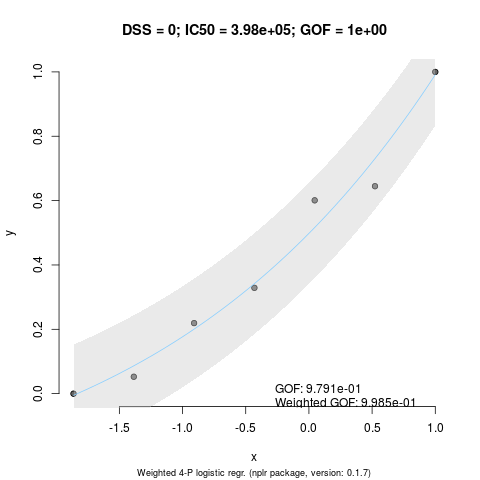 DSS = 0; IC50 = 3.98e+05; GOF = 1e+00
1.0
0.8
0.6
y
0.4
0.2
0.0
GOF: 9.791e-01
Weighted GOF: 9.985e-01
-1.5 -1.0 -0.5 0.0 0.5 1.0
x
Weighted 4-P logistic regr. (nplr package, version: 0.1.7)